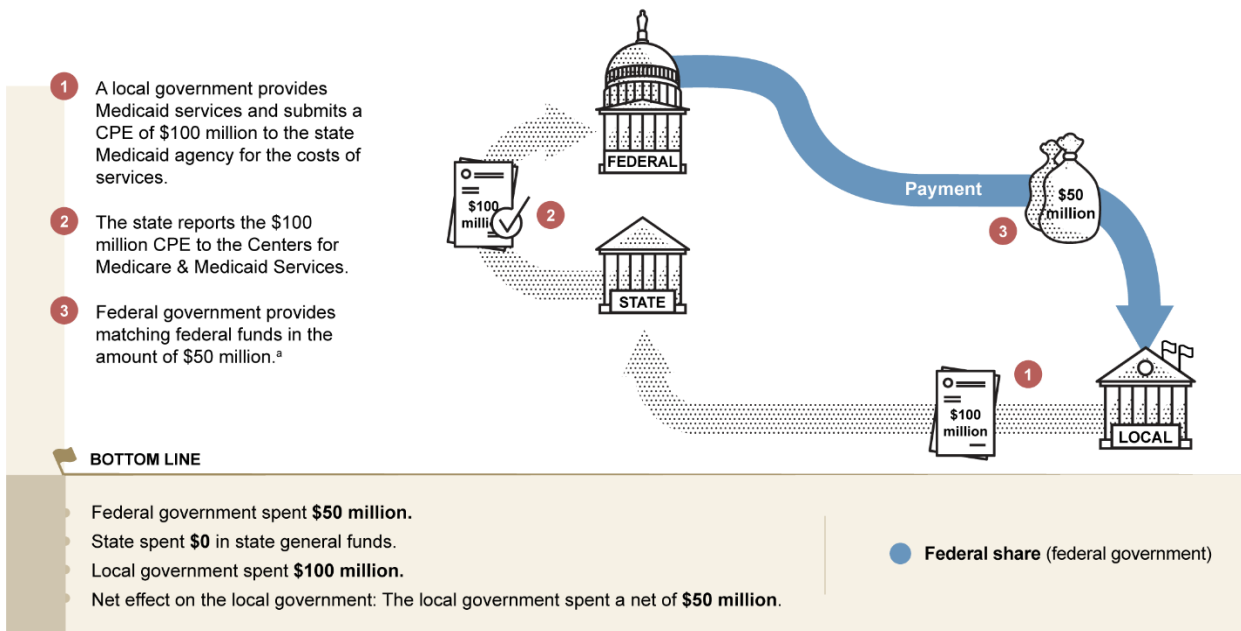 1
A local government provides
Medicaid services and submits a
CPE of $100 million to the state
Medicaid agency for the costs of
services.
2
The state reports the $100
million CPE to the Centers for
Medicare & Medicaid Services.
3
Federal government provides
matching federal funds in the
amount of $50 million.ᵃ
FEDERAL
Payment
$50
million
3
$100
million
2
STATE
1
$100
million
LOCAL
BOTTOM LINE
Federal government spent $50 million.
State spent $0 in state general funds.
Local government spent $100 million.
Net effect on the local government: The local government spent a net of $50 million.
Federal share (federal government)